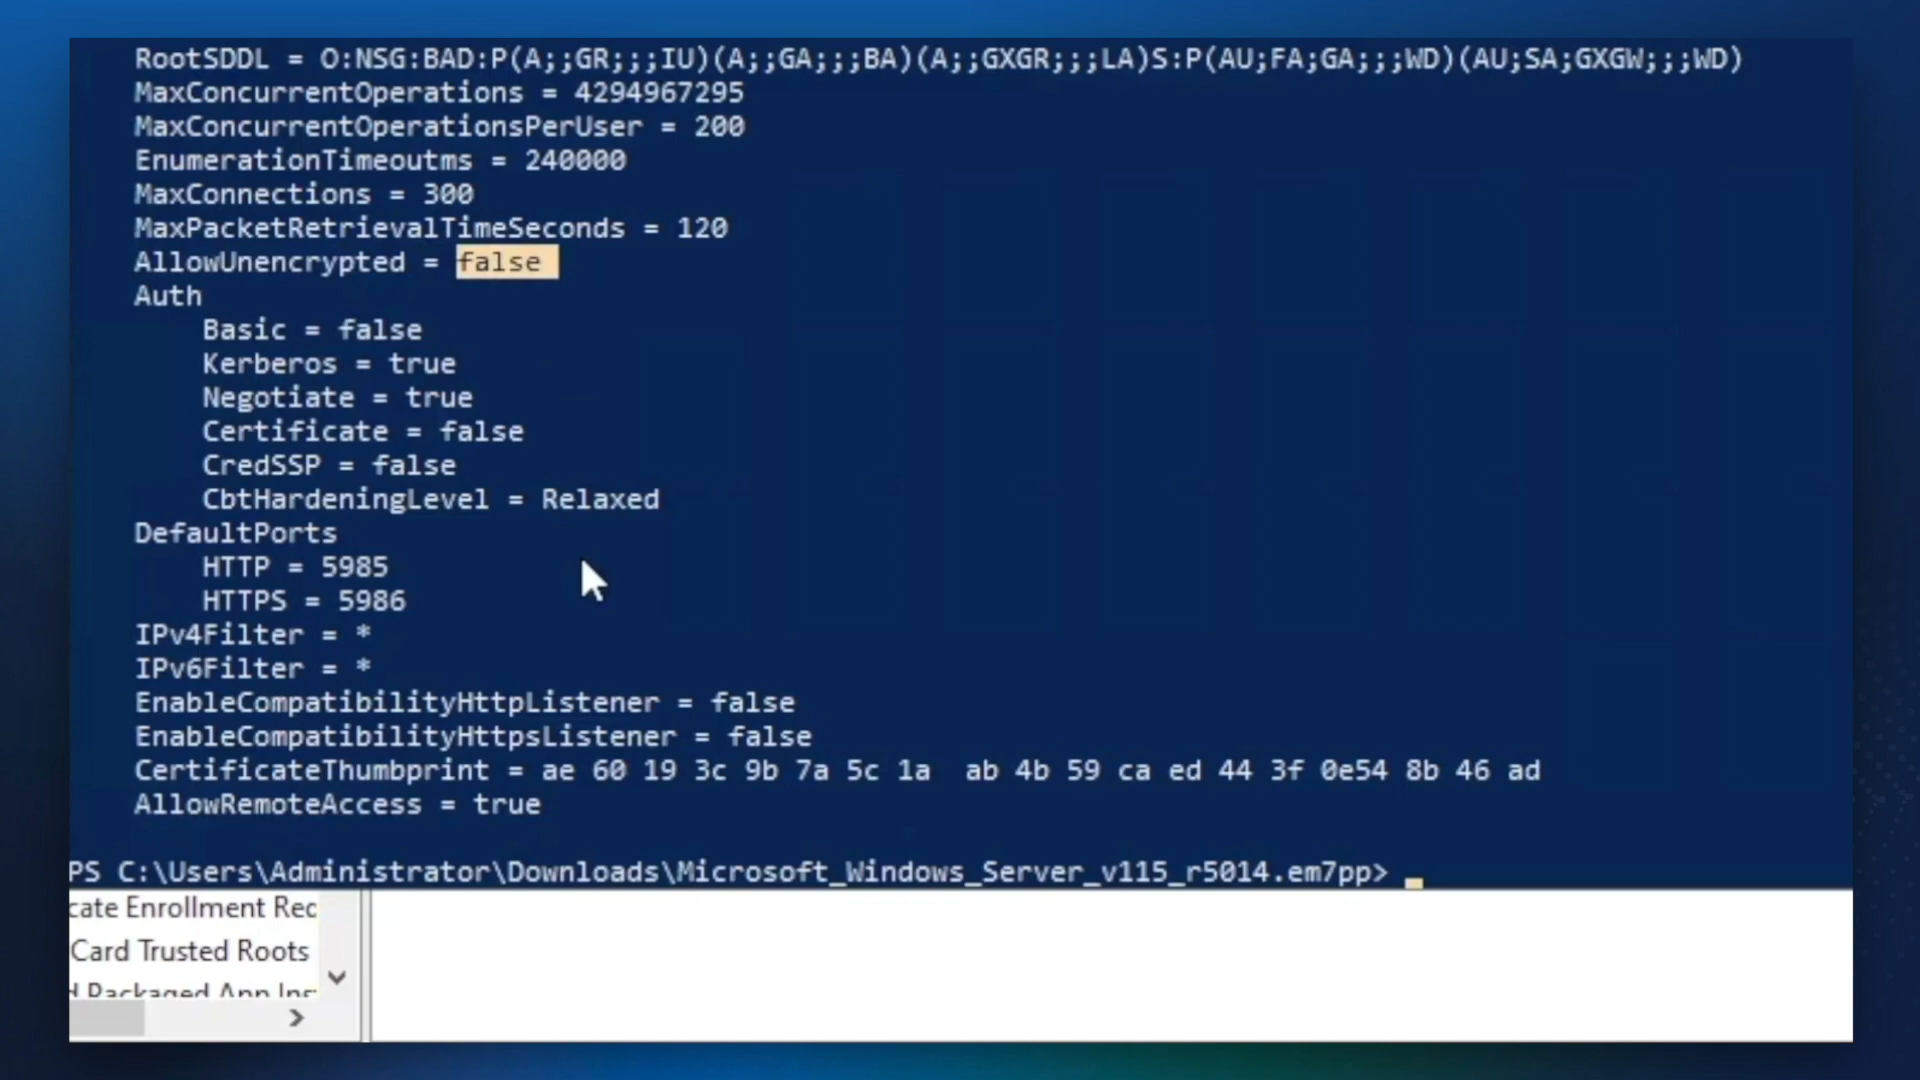 RootSDDL = O:NSG:BAD:P(A;;GR;;;IU)(A;;GA;;;BA)(A;;GXGR;;;LA)S:P(AU;FA;GA;;;WD)(AU;SA;GXGW;;;WD)
MaxConcurrentOperations = 4294967295
MaxConcurrentOperationsPerUser = 200
EnumerationTimeoutms = 240000
MaxConnections = 300
MaxPacketRetrievalTimeSeconds = 120
AllowUnencrypted = false
Auth
Basic = false
Kerberos = true
Negotiate = true
Certificate = false
CredSSP = false
CbtHardeningLevel = Relaxed
DefaultPorts
HTTP = 5985
HTTPS = 5986
IPv4Filter = *
IPv6Filter = *
EnableCompatibilityHttpListener = false
EnableCompatibilityHttpsListener = false
CertificateThumbprint = ae 60 19 3c 9b 7a 5c 1a  ab 4b 59 ca ed 44 3f 0e54 8b 46 ad
AllowRemoteAccess = true
PS C:\Users\Administrator\Downloads\Microsoft_Windows_Server_v115_r5014.em7pp>
cate Enrollment Rec
Card Trusted Roots
d Packaged App Ins